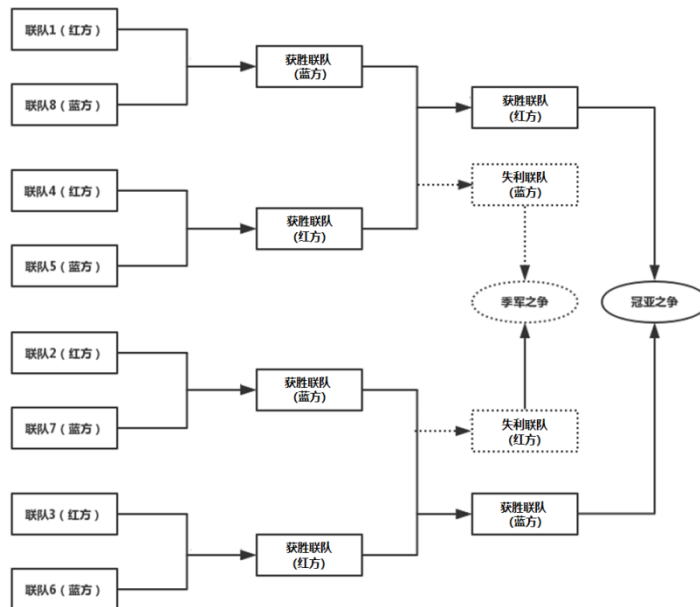 联队1（红方）
联队8（蓝方）
联队4（红方）
联队5（蓝方）
联队2（红方）
联队7（蓝方）
联队3（红方）
联队6（蓝方）
获胜联队
(蓝方)
获胜联队
(红方)
获胜联队
(蓝方)
获胜联队
(红方)
获胜联队
(红方)
失利联队
(蓝方)
季军之争
失利联队
(红方)
获胜联队
(蓝方)
冠亚之争